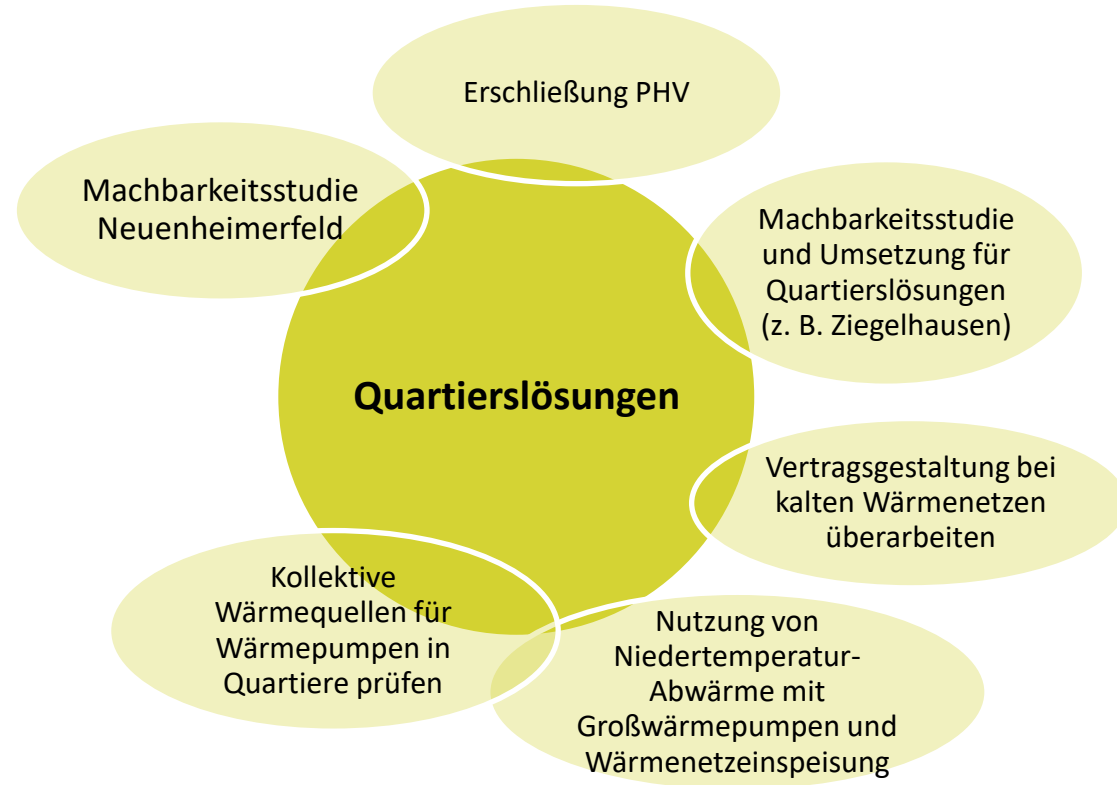 Erschließung PHV
Machbarkeitsstudie
Neuenheimerfeld
Machbarkeitsstudie
und Umsetzung für
Quartierslösungen
(z. B. Ziegelhausen)
Quartierslösungen
Vertragsgestaltung bei
kalten Wärmenetzen
überarbeiten
Kollektive
Wärmequellen für
Wärmepumpen in
Quartiere prüfen
Nutzung von
Niedertemperatur-
Abwärme mit
Großwärmepumpen und
Wärmenetzeinspeisung